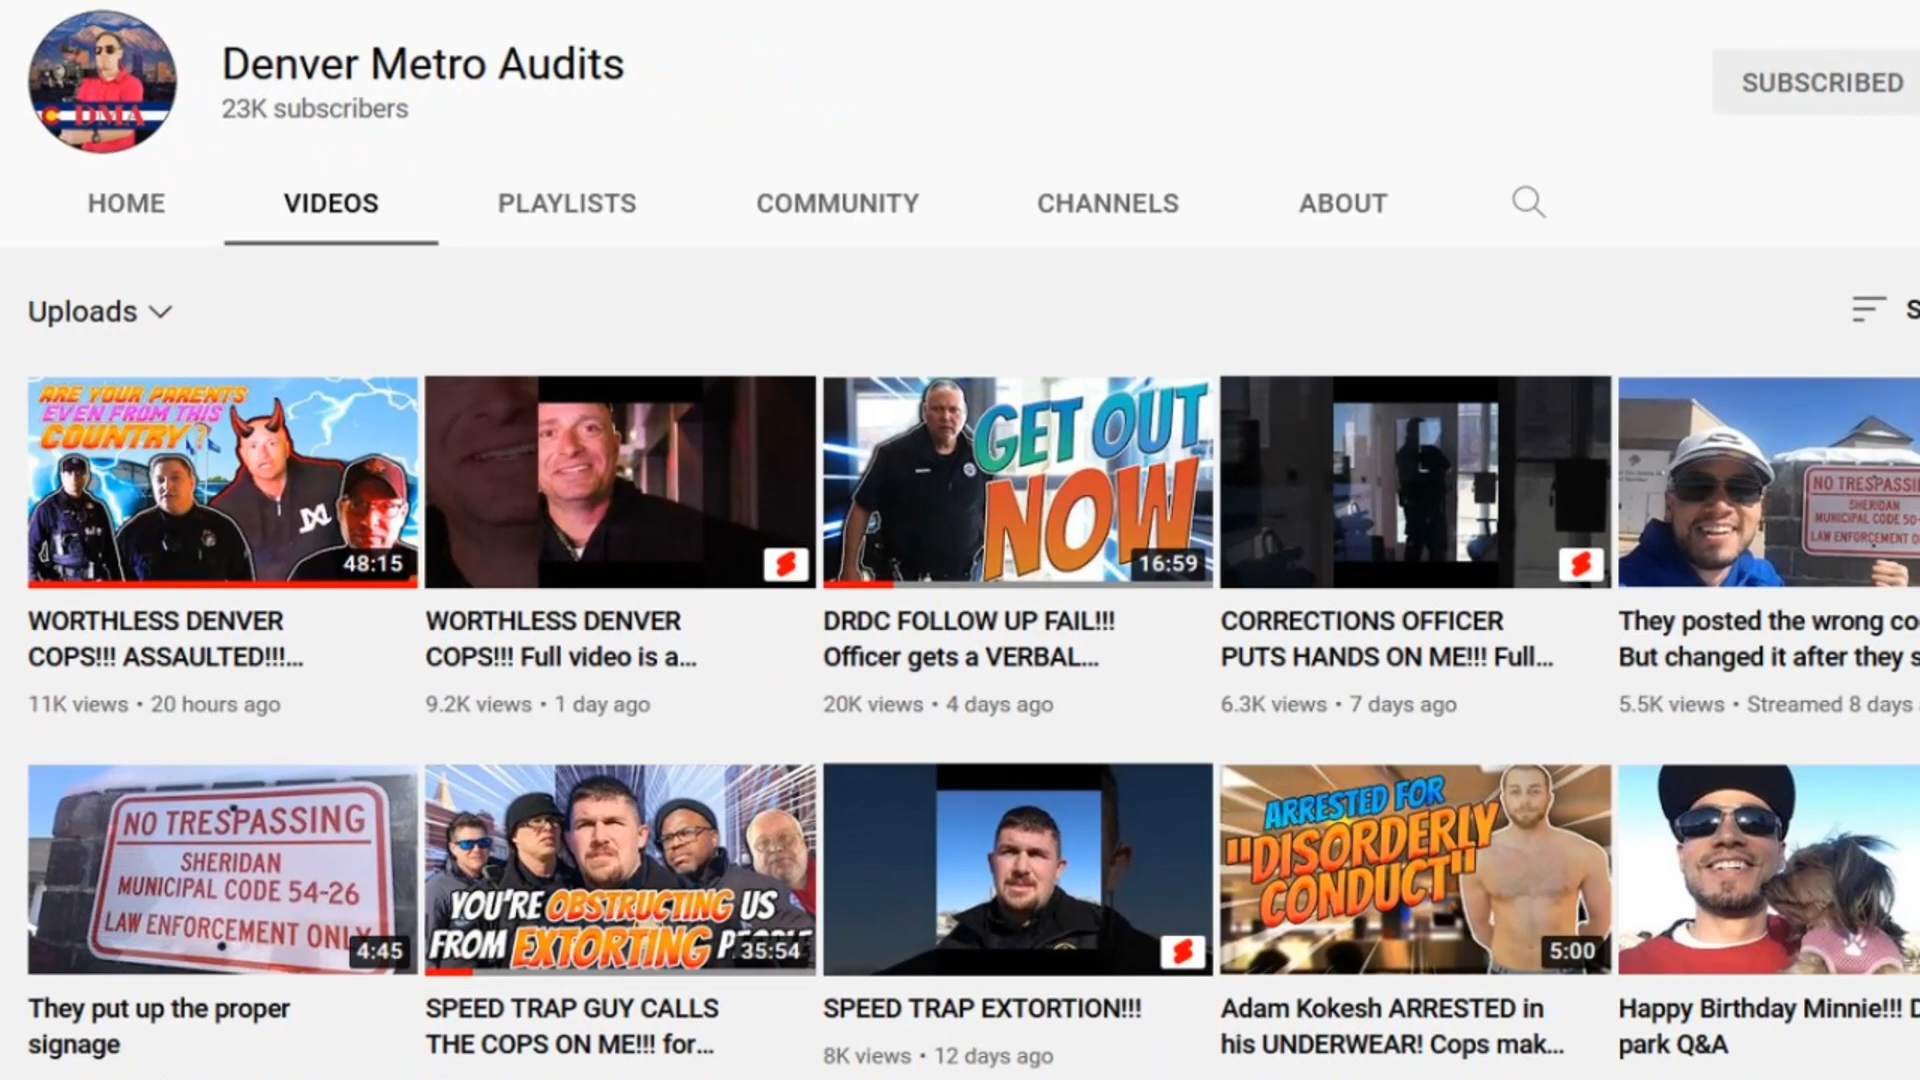 DMA
Denver Metro Audits
23K subscribers
SUBSCRIBED
HOME
VIDEOS
PLAYLISTS
COMMUNITY
CHANNELS
ABOUT
Uploads
S
ARE YOUR PARENTS
EVEN FROM THIS
COUNTRY?
48:15
GET OUT
NOW
16:59
NO TRESPASSI
SHERIDAN
MUNICIPAL CODE 50-
LAW ENFORCEMENT O
WORTHLESS DENVER
COPS!!! ASSAULTED!!!...
11K views • 20 hours ago
WORTHLESS DENVER
COPS!!! Full video is a...
9.2K views • 1 day ago
DRDC FOLLOW UP FAIL!!!
Officer gets a VERBAL...
20K views • 4 days ago
CORRECTIONS OFFICER
PUTS HANDS ON ME!!! Full...
6.3K views • 7 days ago
They posted the wrong co
But changed it after they s
5.5K views • Streamed 8 days
NO TRESPASSING
SHERIDAN
MUNICIPAL CODE 54-26
LAW ENFORCEMENT ONLY
4:45
YOU'RE OBSTRUCTING US
FROM EXTORTING PEOPLE
35:54
ARRESTED FOR
"DISORDERLY
CONDUCT"
5:00
They put up the proper
signage
SPEED TRAP GUY CALLS
THE COPS ON ME!!! for...
SPEED TRAP EXTORTION!!!
8K views • 12 days ago
Adam Kokesh ARRESTED in
his UNDERWEAR! Cops mak...
Happy Birthday Minnie!!! D
park Q&A